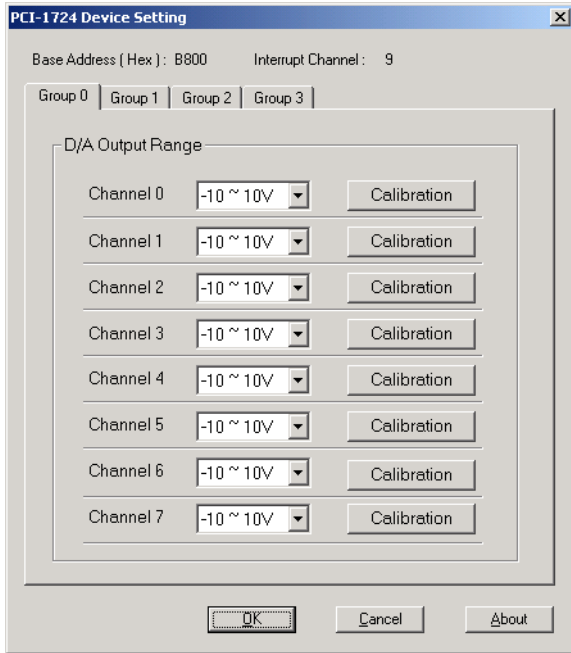 PCI-1724 Device Setting
Base Address ( Hex ) : B800 Interrupt Channel : 9
Group 0 Group 1 Group 2 Group 3
D/A Output Range
Channel 0 -10 ~ 10V Calibration
Channel 1 -10 ~ 10V Calibration
Channel 2 -10 ~ 10V Calibration
Channel 3 -10 ~ 10V Calibration
Channel 4 -10 ~ 10V Calibration
Channel 5 -10 ~ 10V Calibration
Channel 6 -10 ~ 10V Calibration
Channel 7 -10 ~ 10V Calibration
OK Cancel About